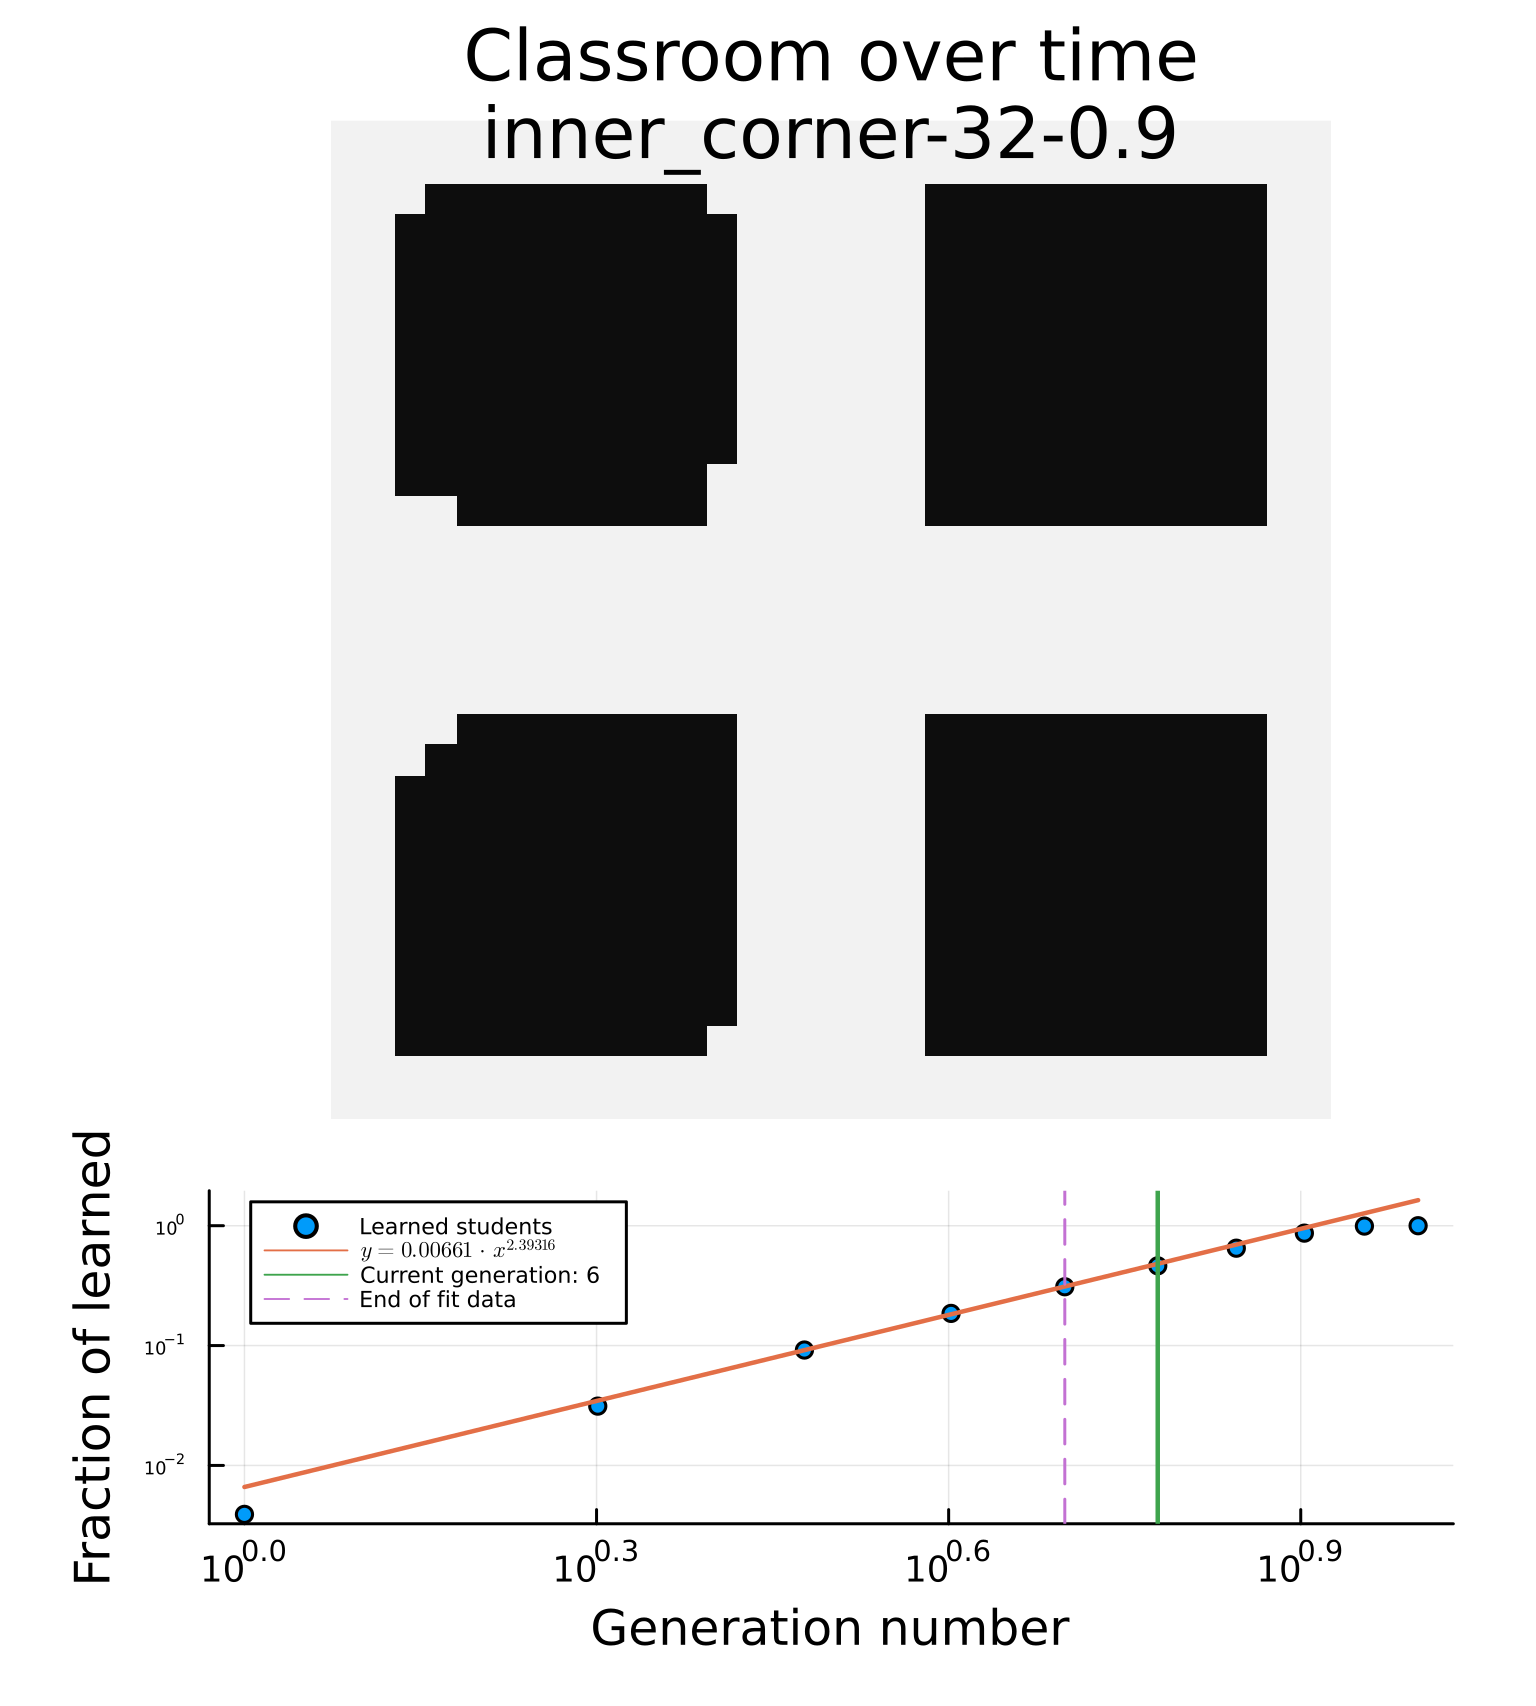 Classroom over time
inner_corner-32-0.9
Fraction of learned
10^0
10^−1
10^−2
Learned students
y = 0.00661 · x^2.39316
Current generation: 6
End of fit data
10^0.0 10^0.3 10^0.6 10^0.9
Generation number